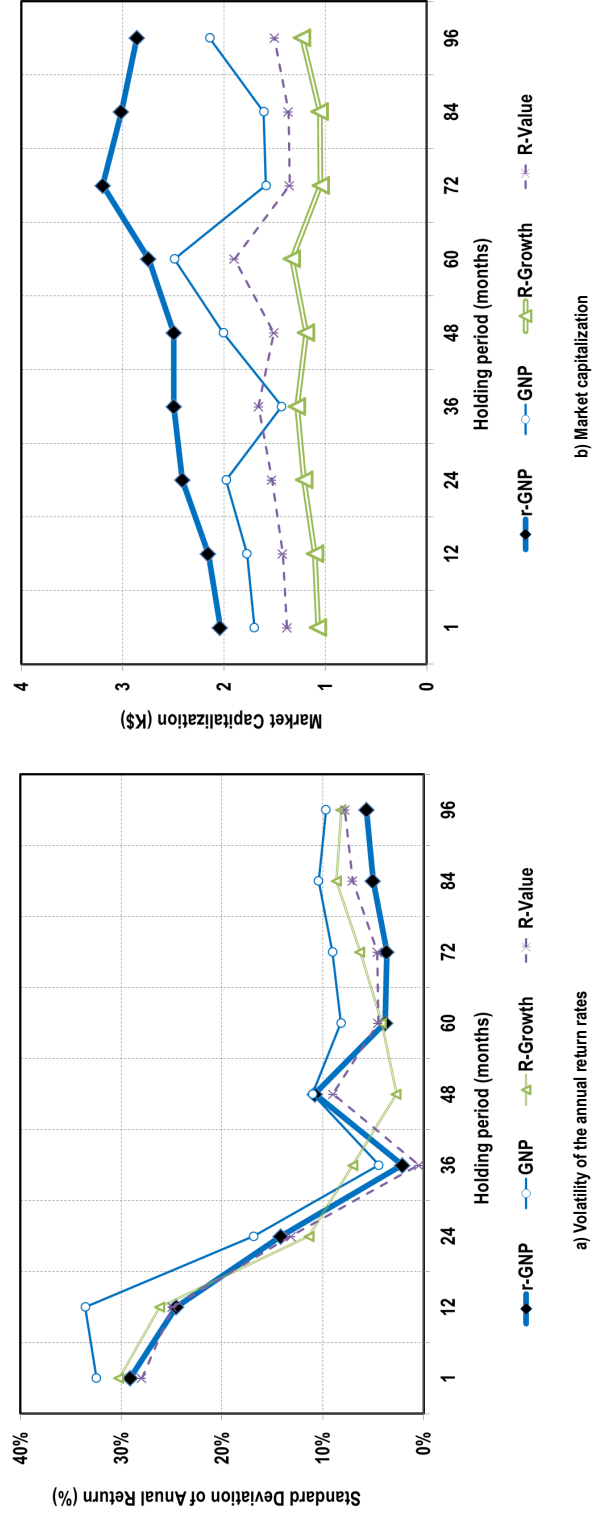 40%
30%
20%
10%
0%
Standard Deviation of Anual Return (%)
1 12 24 36 48 60 72 84 96
Holding period (months)
r-GNP GNP R-Growth R-Value
a) Volatility of the annual return rates
4
3
2
1
0
Market Capitalization (K$)
1 12 24 36 48 60 72 84 96
Holding period (months)
r-GNP GNP R-Growth R-Value
b) Market capitalization